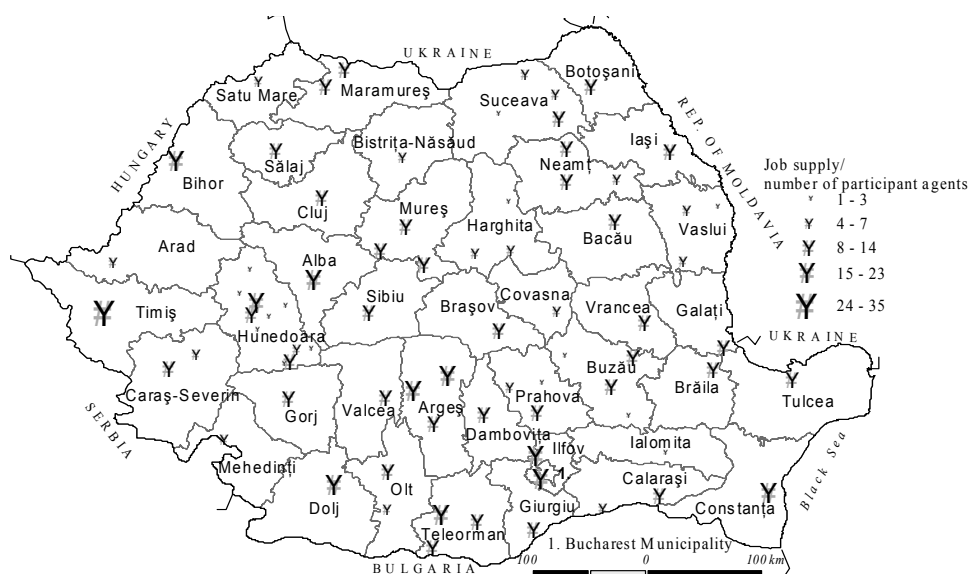 UKRAINE
Botoşani
Satu Mare
Maramureş
Suceava
HUNGARY
REP. OF MOLDAVIA
Bistriţa-Năsăud
Iaşi
Sălaj
Neamţ
Bihor
Job supply/
number of participant agents
1 - 3
4 - 7
8 - 14
15 - 23
24 - 35
Cluj
Mureş
Harghita
Bacău
Vaslui
Arad
Alba
Timiş
Sibiu
Braşov
Covasna
Vrancea
Galaţi
Hunedoara
UKRAINE
Caraş-Severin
Gorj
Valcea
Argeş
Prahova
Buzău
Brăila
Tulcea
SERBIA
Damboviţa
Ilfov
Ialomita
Mehedinţi
1.
Calaraşi
Black Sea
Dolj
Olt
Teleorman
Giurgiu
Constanţa
1. Bucharest Municipality
BULGARIA
100 0 100 km